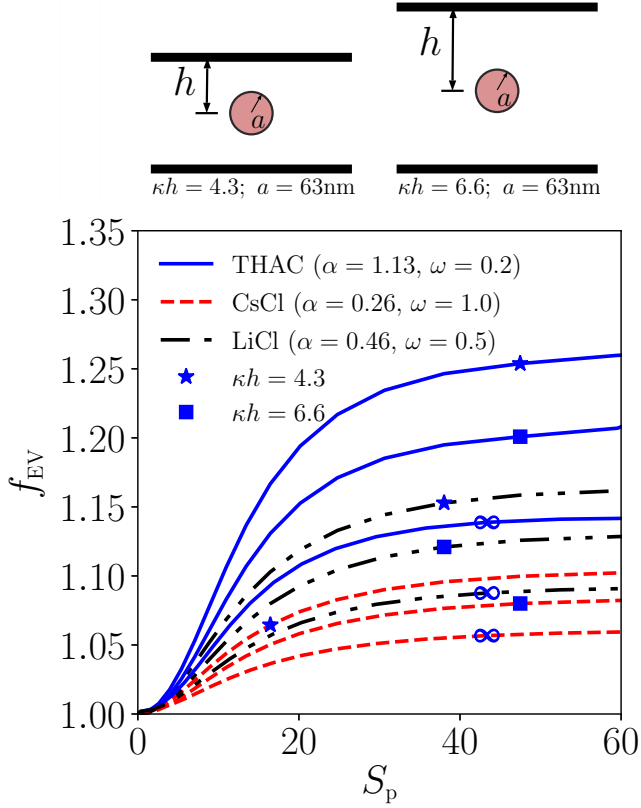 h
a
κh = 4.3; a = 63nm
h
a
κh = 6.6; a = 63nm
1.35
1.30
1.25
1.20
1.15
1.10
1.05
1.00
f_EV
THAC (α = 1.13, ω = 0.2)
CsCl (α = 0.26, ω = 1.0)
LiCl (α = 0.46, ω = 0.5)
κh = 4.3
κh = 6.6
∞
∞
∞
0
20
40
60
S_p